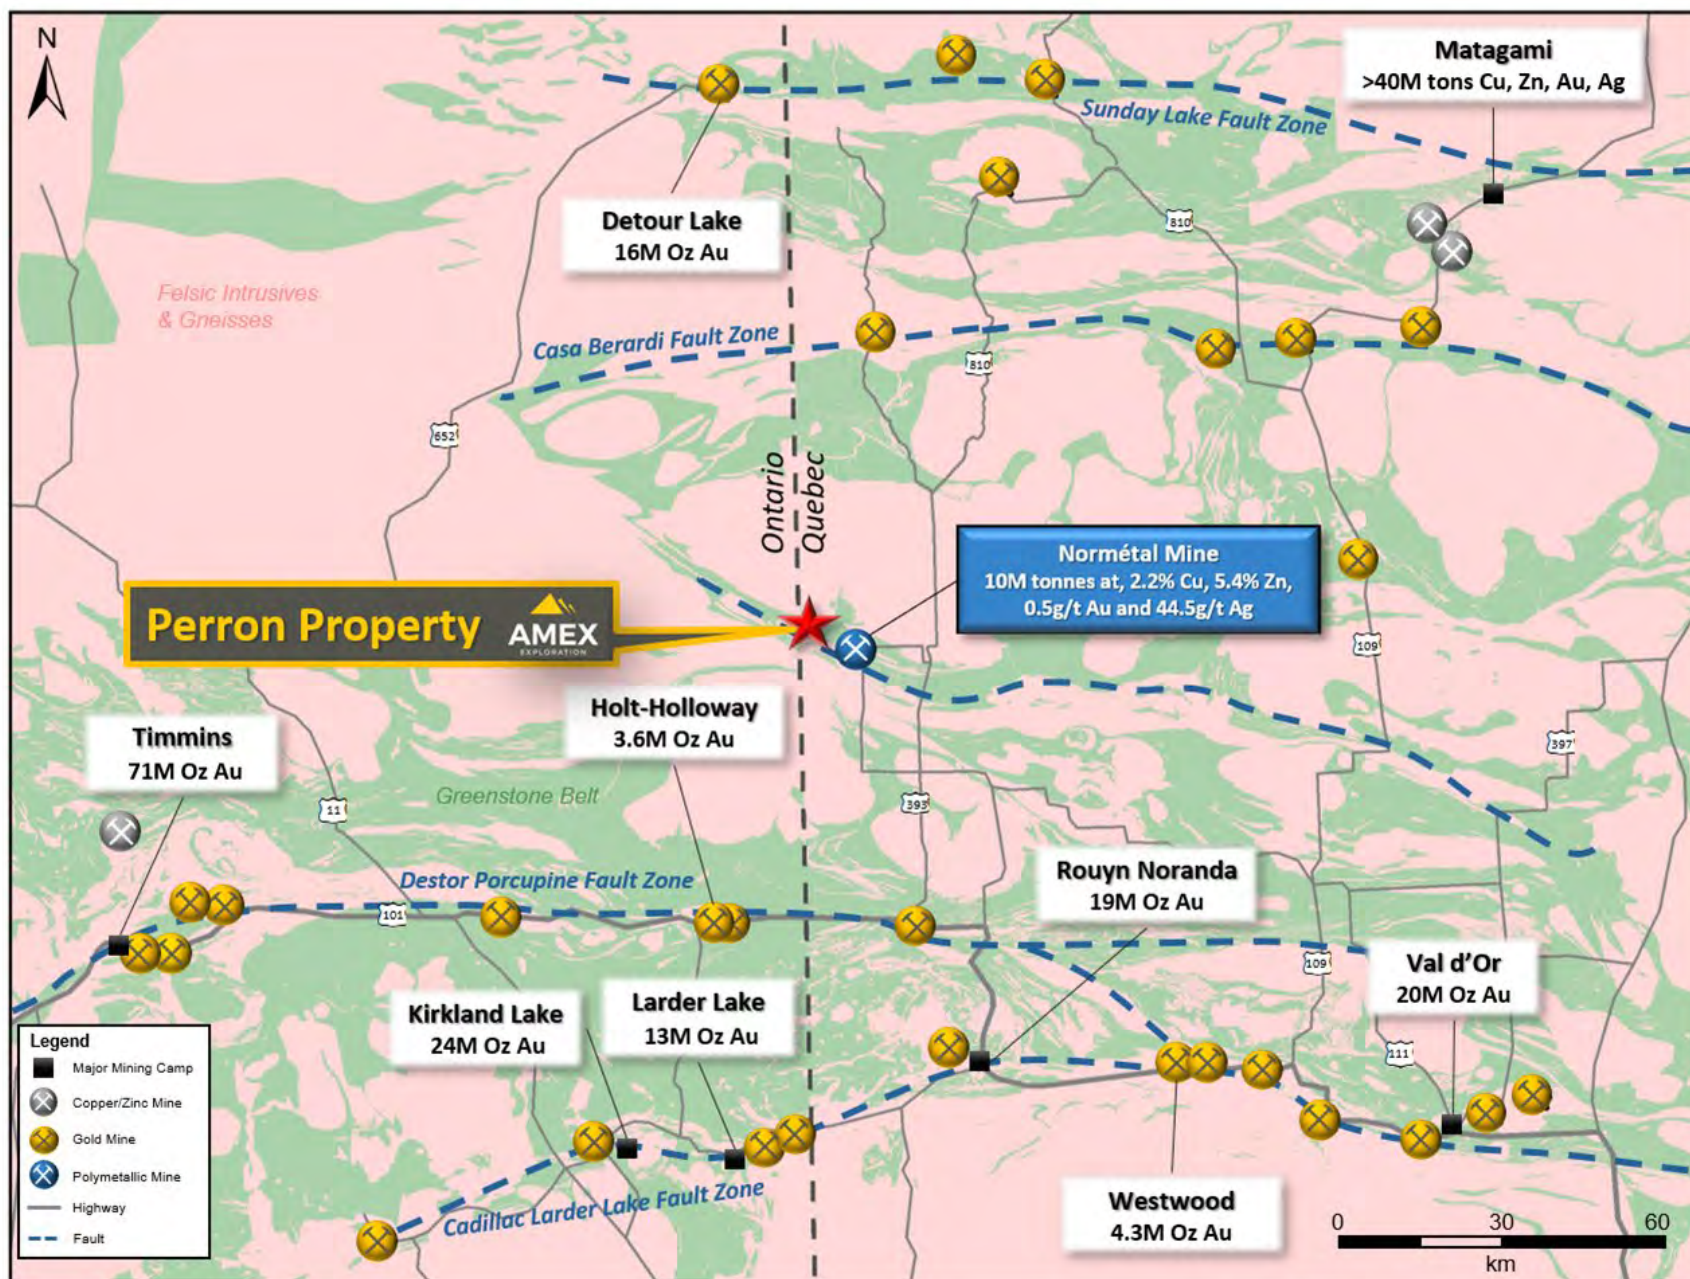 N
Matagami
>40M tons Cu, Zn, Au, Ag
Sunday Lake Fault Zone
Detour Lake
16M Oz Au
810
Felsic Intrusives
& Gneisses
Casa Berardi Fault Zone
810
652
Ontario
Quebec
Normétal Mine
10M tonnes at, 2.2% Cu, 5.4% Zn,
0.5g/t Au and 44.5g/t Ag
Perron Property
AMEX
EXPLORATION
109
Holt-Holloway
3.6M Oz Au
Timmins
71M Oz Au
397
Greenstone Belt
11
393
Destor Porcupine Fault Zone
101
Rouyn Noranda
19M Oz Au
109
Val d'Or
20M Oz Au
Kirkland Lake
24M Oz Au
Larder Lake
13M Oz Au
111
Cadillac Larder Lake Fault Zone
Westwood
4.3M Oz Au
Legend
Major Mining Camp
Copper/Zinc Mine
Gold Mine
Polymetallic Mine
Highway
Fault
0 30 60
km